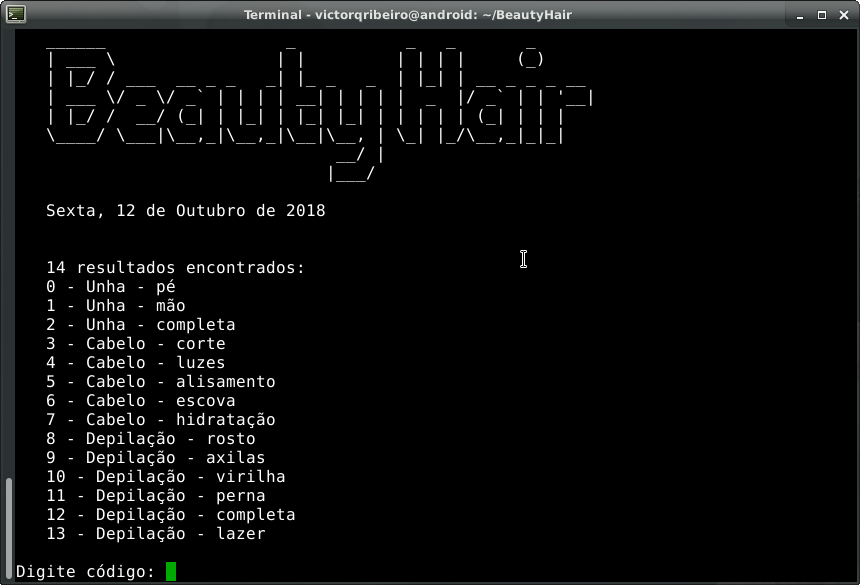 Terminal - victorqribeiro@android: ~/BeautyHair
BeautyHair
Sexta, 12 de Outubro de 2018
14 resultados encontrados:
0 - Unha - pé
1 - Unha - mão
2 - Unha - completa
3 - Cabelo - corte
4 - Cabelo - luzes
5 - Cabelo - alisamento
6 - Cabelo - escova
7 - Cabelo - hidratação
8 - Depilação - rosto
9 - Depilação - axilas
10 - Depilação - virilha
11 - Depilação - perna
12 - Depilação - completa
13 - Depilação - lazer
Digite código: